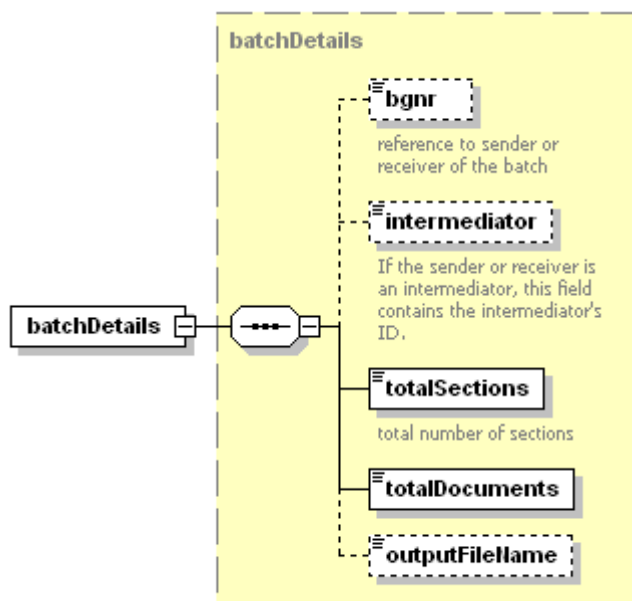 batchDetails
bgnr
reference to sender or
receiver of the batch
intermediator
If the sender or receiver is
an intermediator, this field
contains the intermediator's
ID.
batchDetails
totalSections
total number of sections
totalDocuments
outputFileName